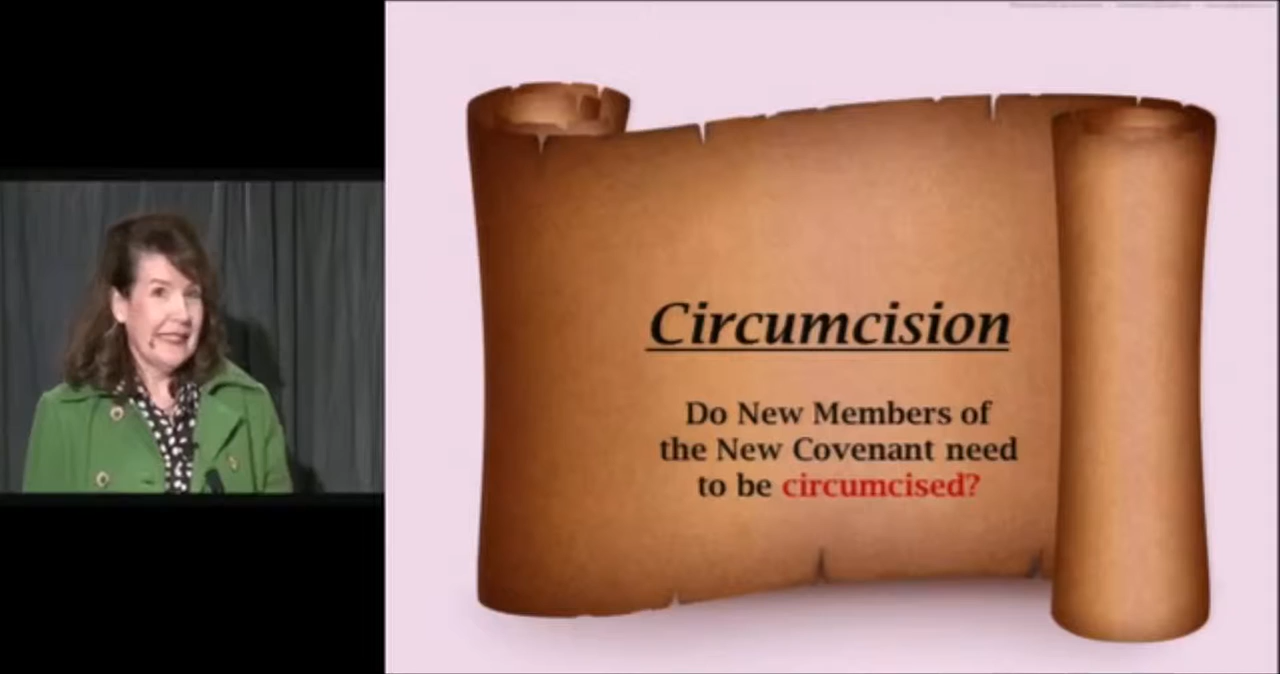 Circumcision
Do New Members of
the New Covenant need
to be circumcised?